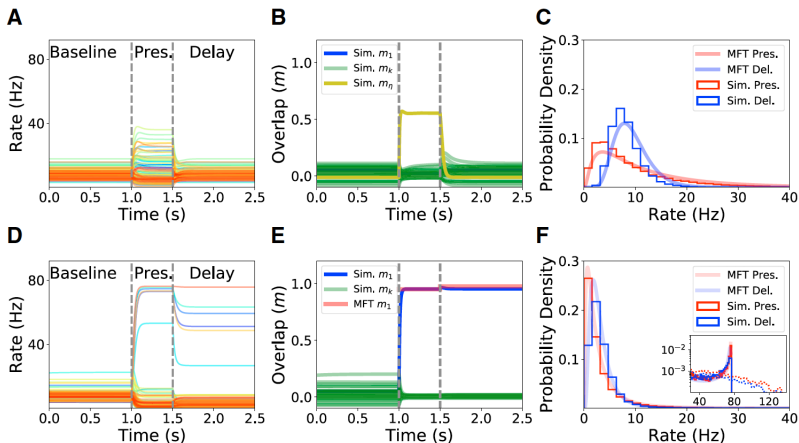 A
Baseline Pres. Delay
Rate (Hz)
80
40
0.0 0.5 1.0 1.5 2.0 2.5
Time (s)
B
Sim. m1
Sim. mk
Sim. mη
Overlap (m)
1.0
0.5
0.0
0.0 0.5 1.0 1.5 2.0 2.5
Time (s)
C
MFT Pres.
MFT Del.
Sim. Pres.
Sim. Del.
Probability Density
0.3
0.2
0.1
0 10 20 30 40
Rate (Hz)
D
Baseline Pres. Delay
Rate (Hz)
80
40
0.0 0.5 1.0 1.5 2.0 2.5
Time (s)
E
Sim. m1
Sim. mk
MFT m1
Overlap (m)
1.0
0.5
0.0
0.0 0.5 1.0 1.5 2.0 2.5
Time (s)
F
MFT Pres.
MFT Del.
Sim. Pres.
Sim. Del.
Probability Density
0.3
0.2
0.1
10−2
10−3
40 80 120
0 10 20 30 40
Rate (Hz)